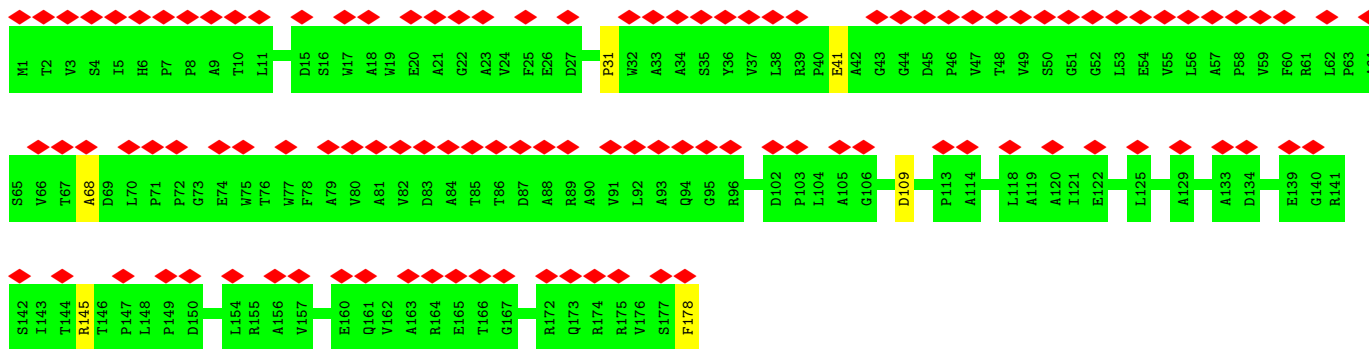 M1 T2 V3 S4 I5 H6 P7 P8 A9 T10 L11 D15 S16 W17 A18 W19 E20 A21 G22 A23 V24 F25 E26 D27 P31 W32 A33 A34 S35 Y36 V37 L38 R39 P40 E41 A42 G43 G44 D45 P46 V47 T48 V49 S50 G51 G52 L53 E54 V55 L56 A57 P58 V59 F60 R61 L62 P63
S65 V66 T67 A68 D69 L70 P71 P72 G73 E74 W75 T76 W77 F78 A79 V80 A81 V82 D83 A84 T85 T86 D87 A88 R89 A90 V91 L92 A93 Q94 G95 R96 D102 P103 L104 A105 G106 D109 P113 A114 L118 A119 A120 I121 E122 L125 A129 A133 D134 E139 G140 R141
S142 I143 T144 R145 T146 P147 L148 P149 D150 L154 R155 A156 V157 E160 Q161 V162 A163 R164 E165 T166 G167 R172 Q173 R174 R175 V176 S177 F178